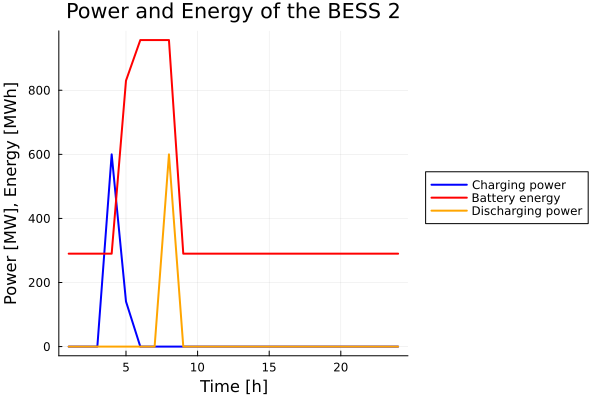 Power and Energy of the BESS 2
Power [MW], Energy [MWh]
800
600
400
200
0
5
10
15
20
Time [h]
Charging power
Battery energy
Discharging power